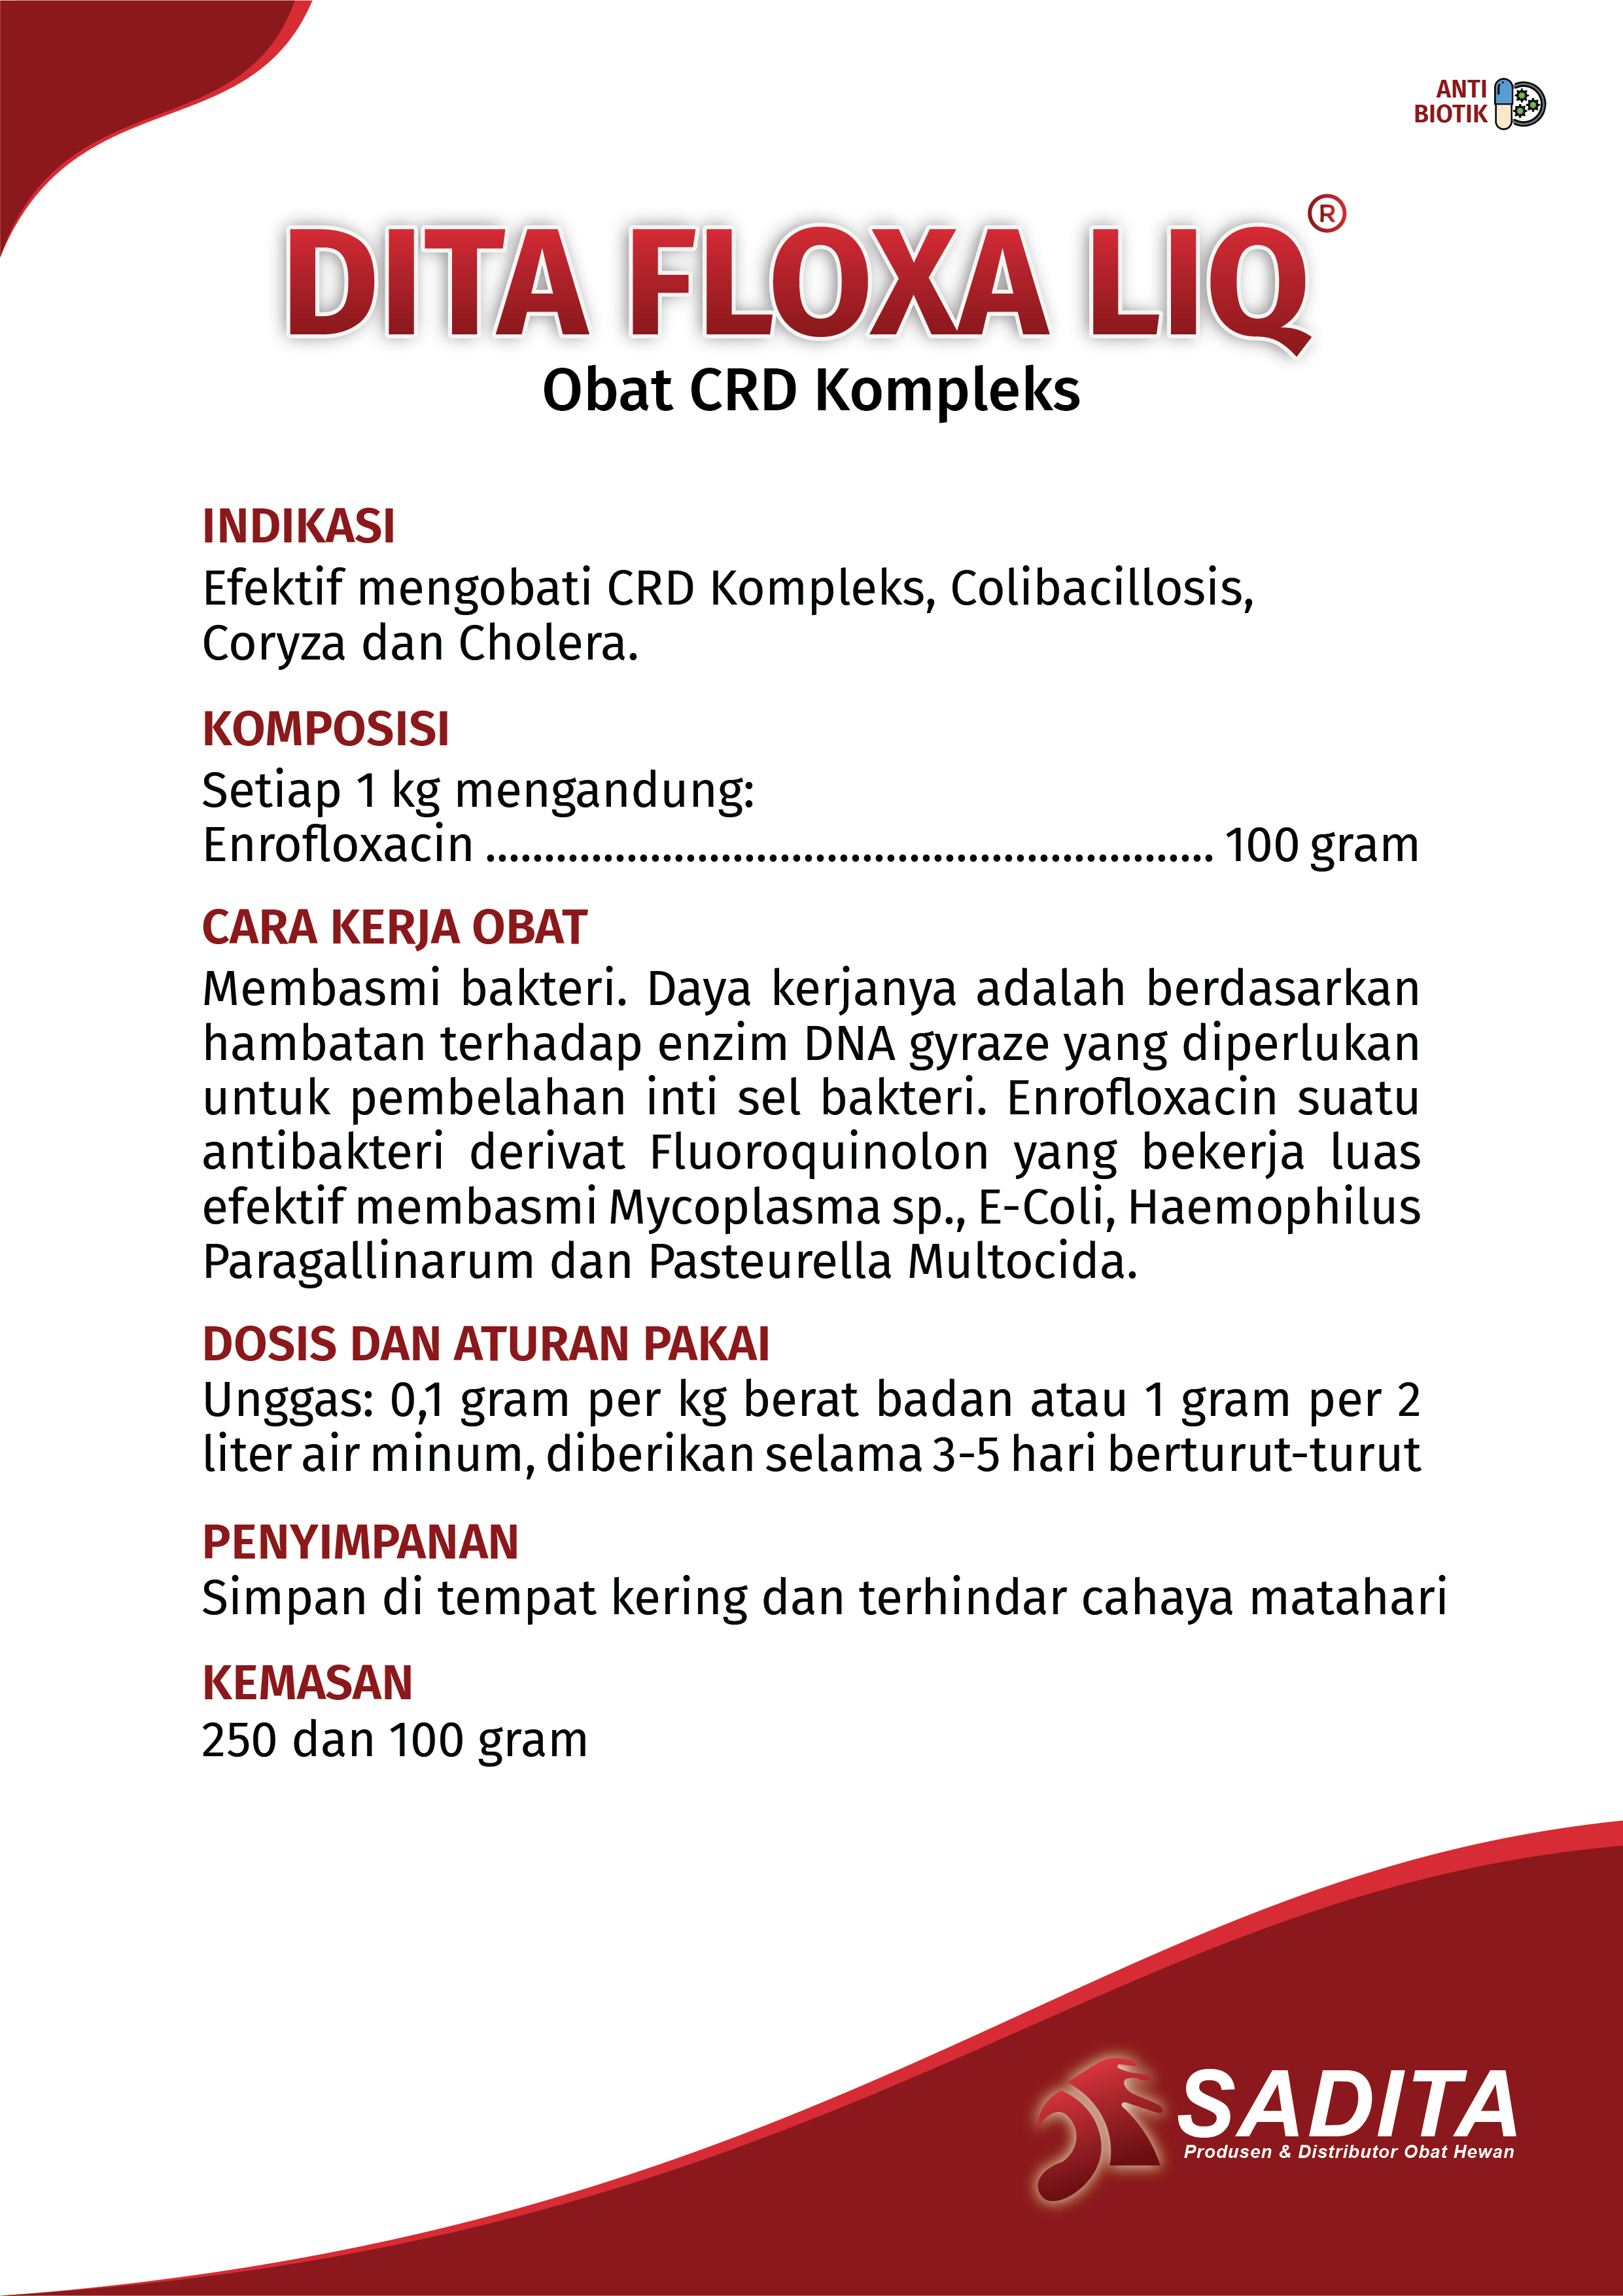 ANTI
BIOTIK
DITA FLOXA LIQ®
Obat CRD Kompleks
INDIKASI
Efektif mengobati CRD Kompleks, Colibacillosis,
Coryza dan Cholera.
KOMPOSISI
Setiap 1 kg mengandung:
Enrofloxacin ............................................................. 100 gram
CARA KERJA OBAT
Membasmi bakteri. Daya kerjanya adalah berdasarkan
hambatan terhadap enzim DNA gyraze yang diperlukan
untuk pembelahan inti sel bakteri. Enrofloxacin suatu
antibakteri derivat Fluoroquinolon yang bekerja luas
efektif membasmi Mycoplasma sp., E-Coli, Haemophilus
Paragallinarum dan Pasteurella Multocida.
DOSIS DAN ATURAN PAKAI
Unggas: 0,1 gram per kg berat badan atau 1 gram per 2
liter air minum, diberikan selama 3-5 hari berturut-turut
PENYIMPANAN
Simpan di tempat kering dan terhindar cahaya matahari
KEMASAN
250 dan 100 gram
SADITA
Produsen & Distributor Obat Hewan